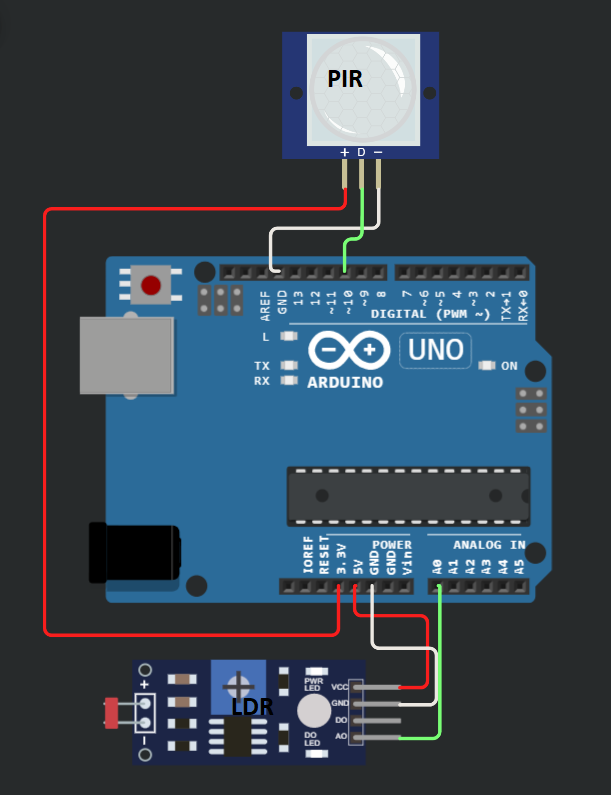 PIR
+ D −
AREF
GND
13
12
~11
~10
~9
8
7
~6
~5
4
~3
2
TX→1
RX←0
DIGITAL (PWM ~)
L
TX
RX
ARDUINO
UNO
ON
IOREF
RESET
3.3V
5V
GND
GND
Vin
POWER
ANALOG IN
A0
A1
A2
A3
A4
A5
+
−
LDR
PWR
LED
DO
LED
VCC
GND
DO
AO